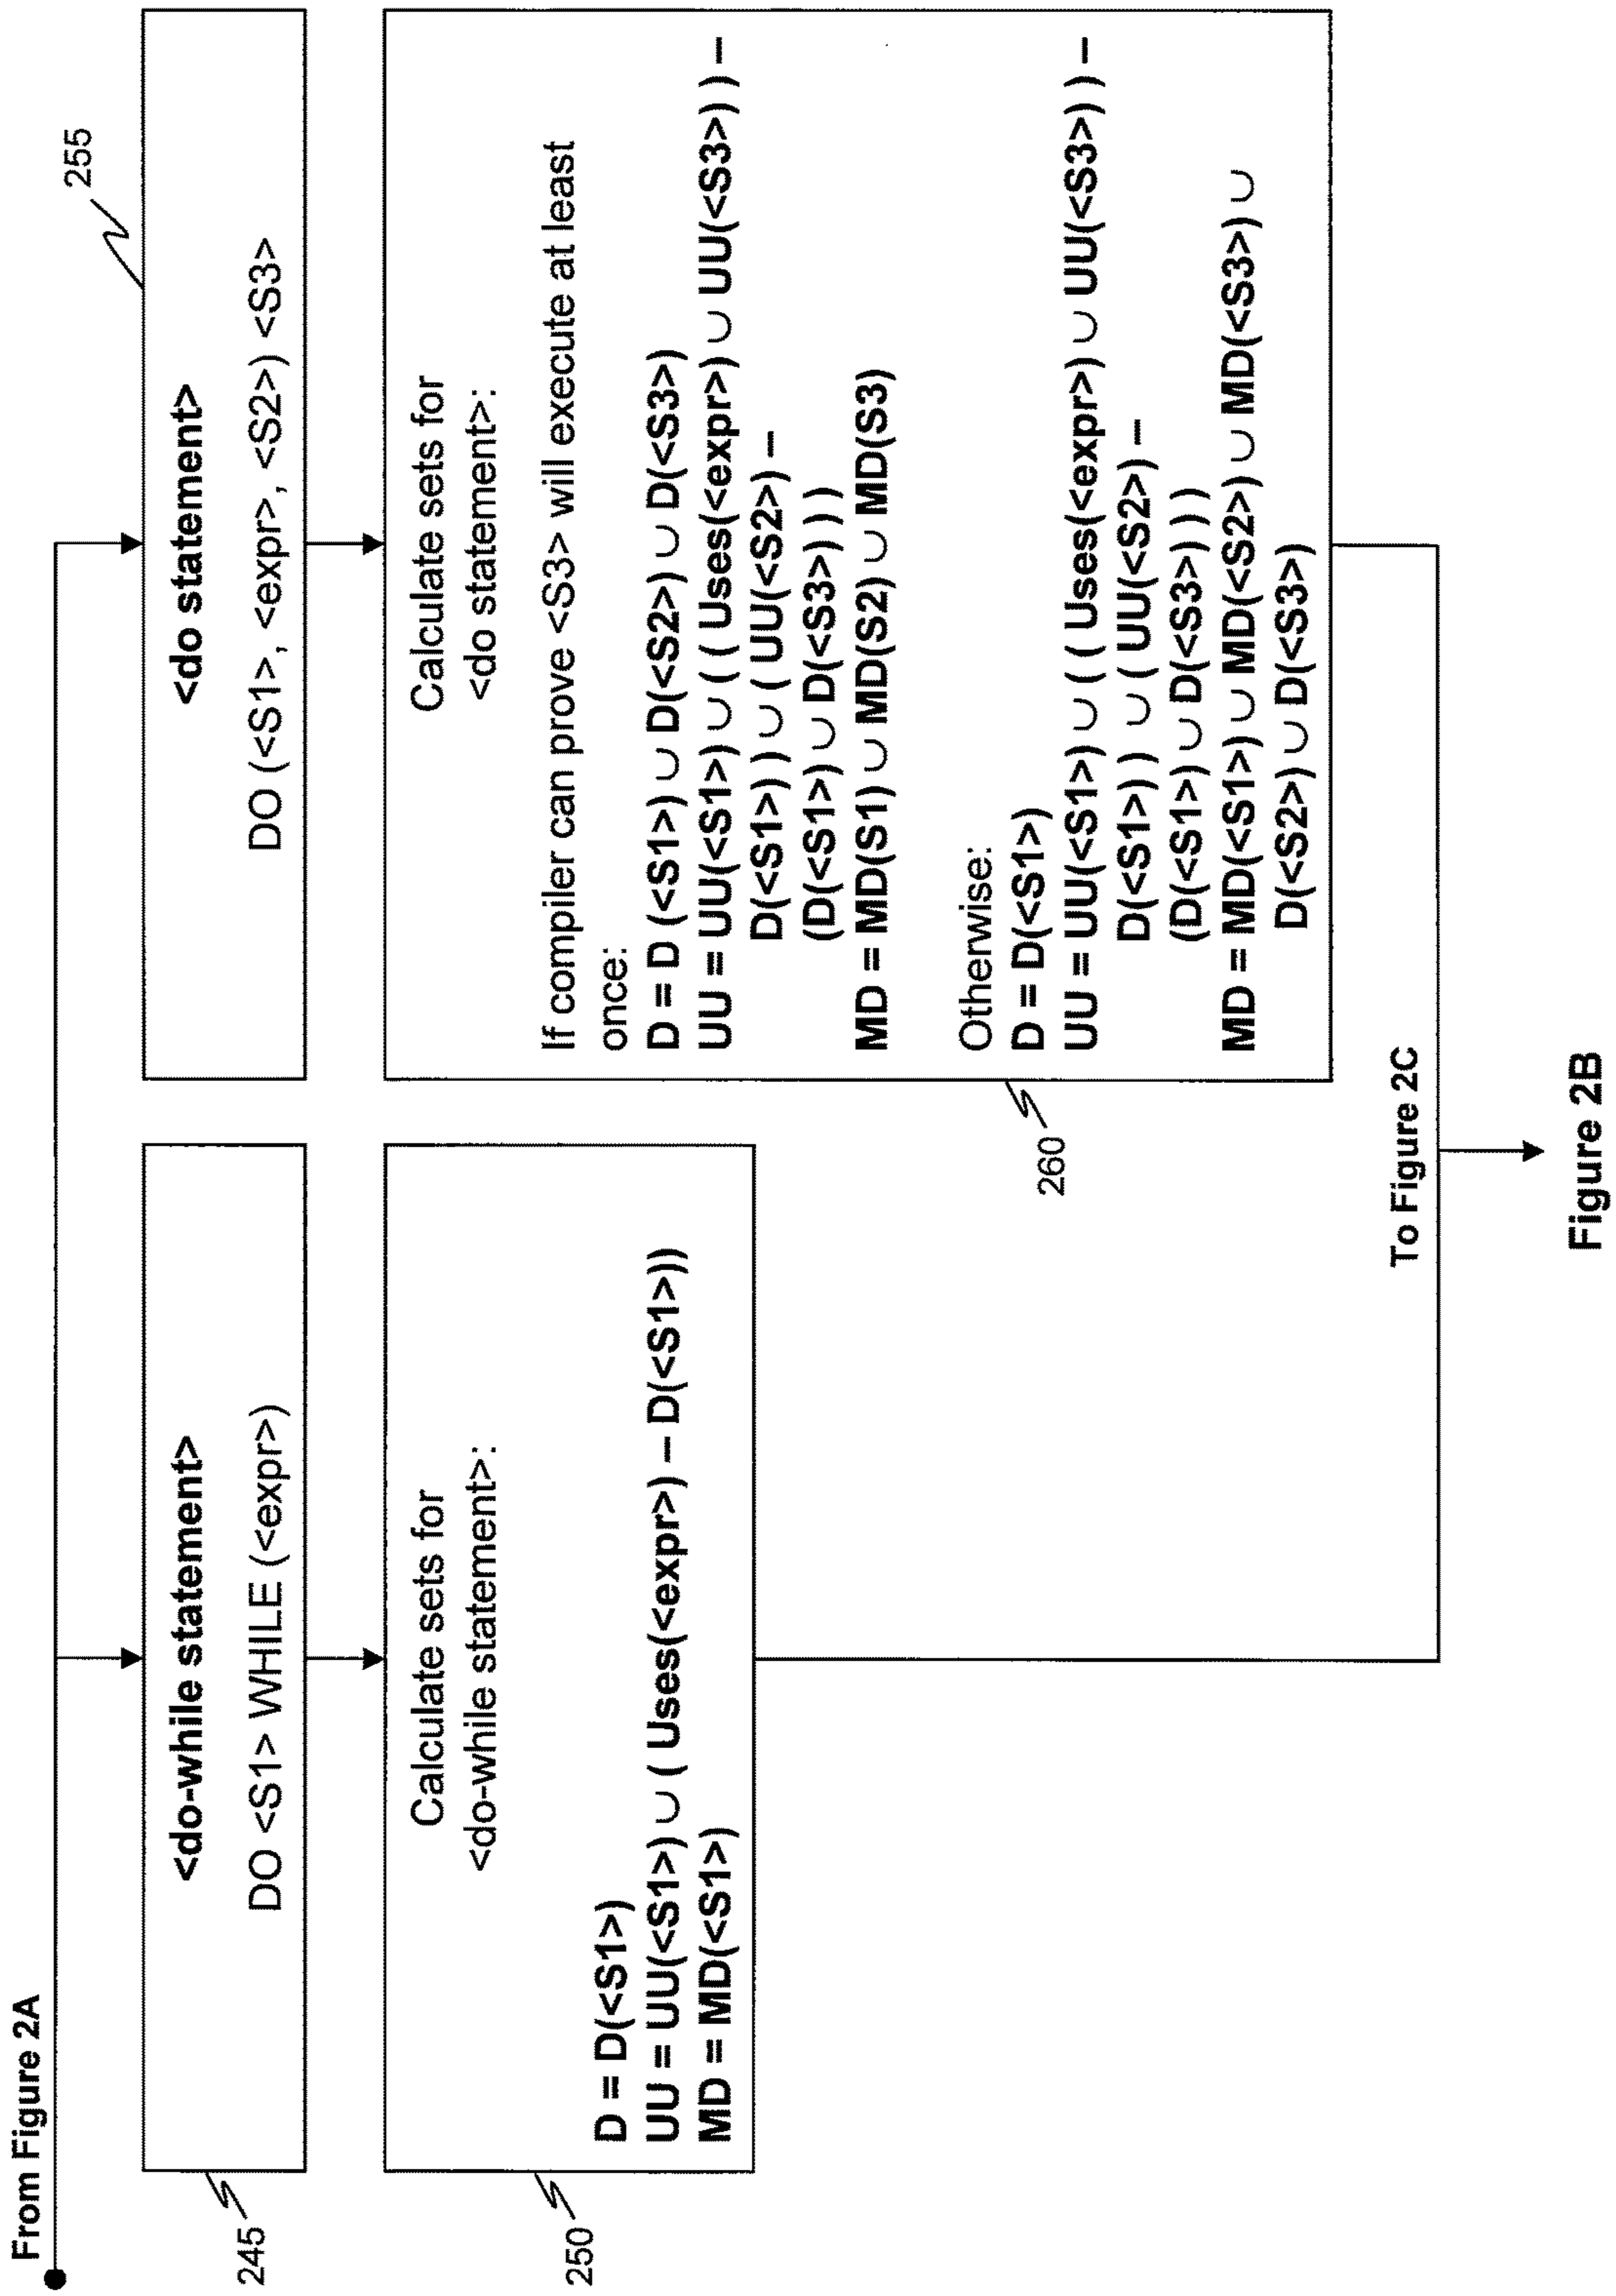 From Figure 2A
245
<do-while statement>
DO <S1> WHILE (<expr>)
250
Calculate sets for
<do-while statement>:
D = D(<S1>)
UU = UU(<S1>) ∪ ( Uses(<expr>) – D(<S1>))
MD = MD(<S1>)
255
<do statement>
DO (<S1>, <expr>, <S2>) <S3>
260
Calculate sets for
<do statement>:
If compiler can prove <S3> will execute at least
once:
D = D (<S1>) ∪ D(<S2>) ∪ D(<S3>)
UU = UU(<S1>) ∪ ( ( Uses(<expr>) ∪ UU(<S3>) ) –
D(<S1>)) ∪ ( UU(<S2>) –
(D(<S1>) ∪ D(<S3>) ) )
MD = MD(S1) ∪ MD(S2) ∪ MD(S3)
Otherwise:
D = D(<S1>)
UU = UU(<S1>) ∪ ( ( Uses(<expr>) ∪ UU(<S3>) ) –
D(<S1>) ) ∪ ( UU(<S2>) –
(D(<S1>) ∪ D(<S3>) ) )
MD = MD(<S1>) ∪ MD(<S2>) ∪ MD(<S3>) ∪
D(<S2>) ∪ D(<S3>)
To Figure 2C
Figure 2B